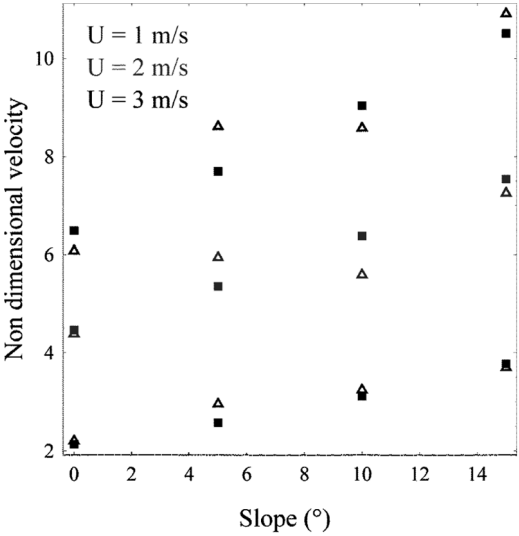 U = 1 m/s
U = 2 m/s
U = 3 m/s
Non dimensional velocity
10
8
6
4
2
0 2 4 6 8 10 12 14
Slope (°)